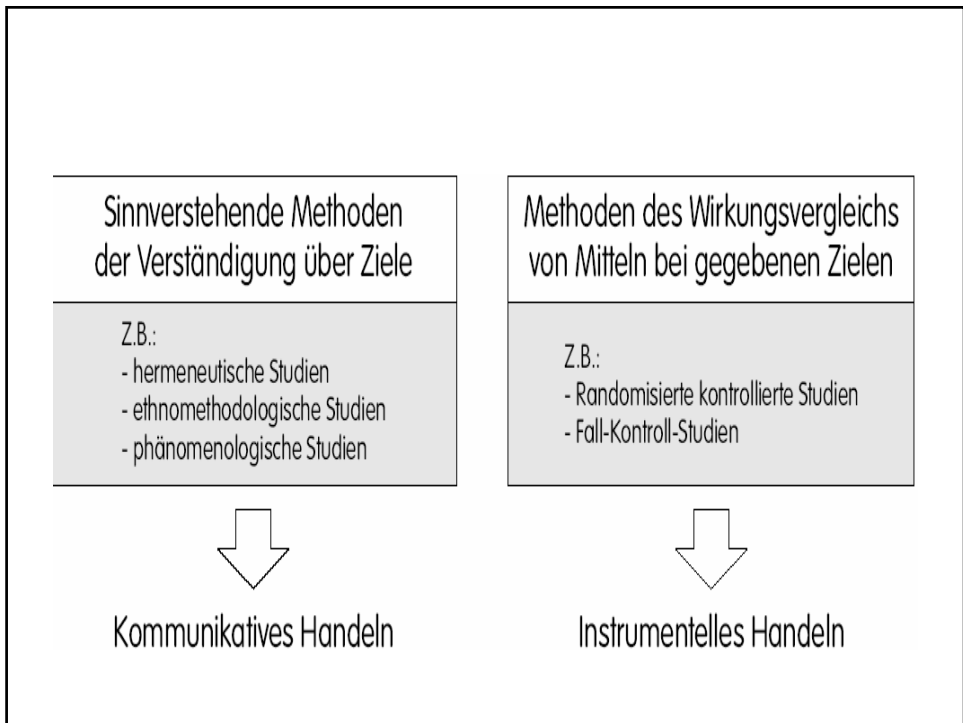 Sinnverstehende Methoden
der Verständigung über Ziele
Z.B.:
- hermeneutische Studien
- ethnomethodologische Studien
- phänomenologische Studien
Kommunikatives Handeln
Methoden des Wirkungsvergleichs
von Mitteln bei gegebenen Zielen
Z.B.:
- Randomisierte kontrollierte Studien
- Fall-Kontroll-Studien
Instrumentelles Handeln